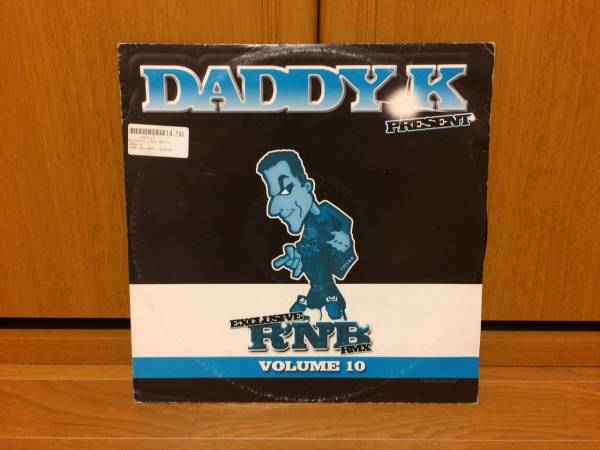 DADDY K
PRESENT
14.50
EXCLUSIVE
R'N'B
RMX
VOLUME 10